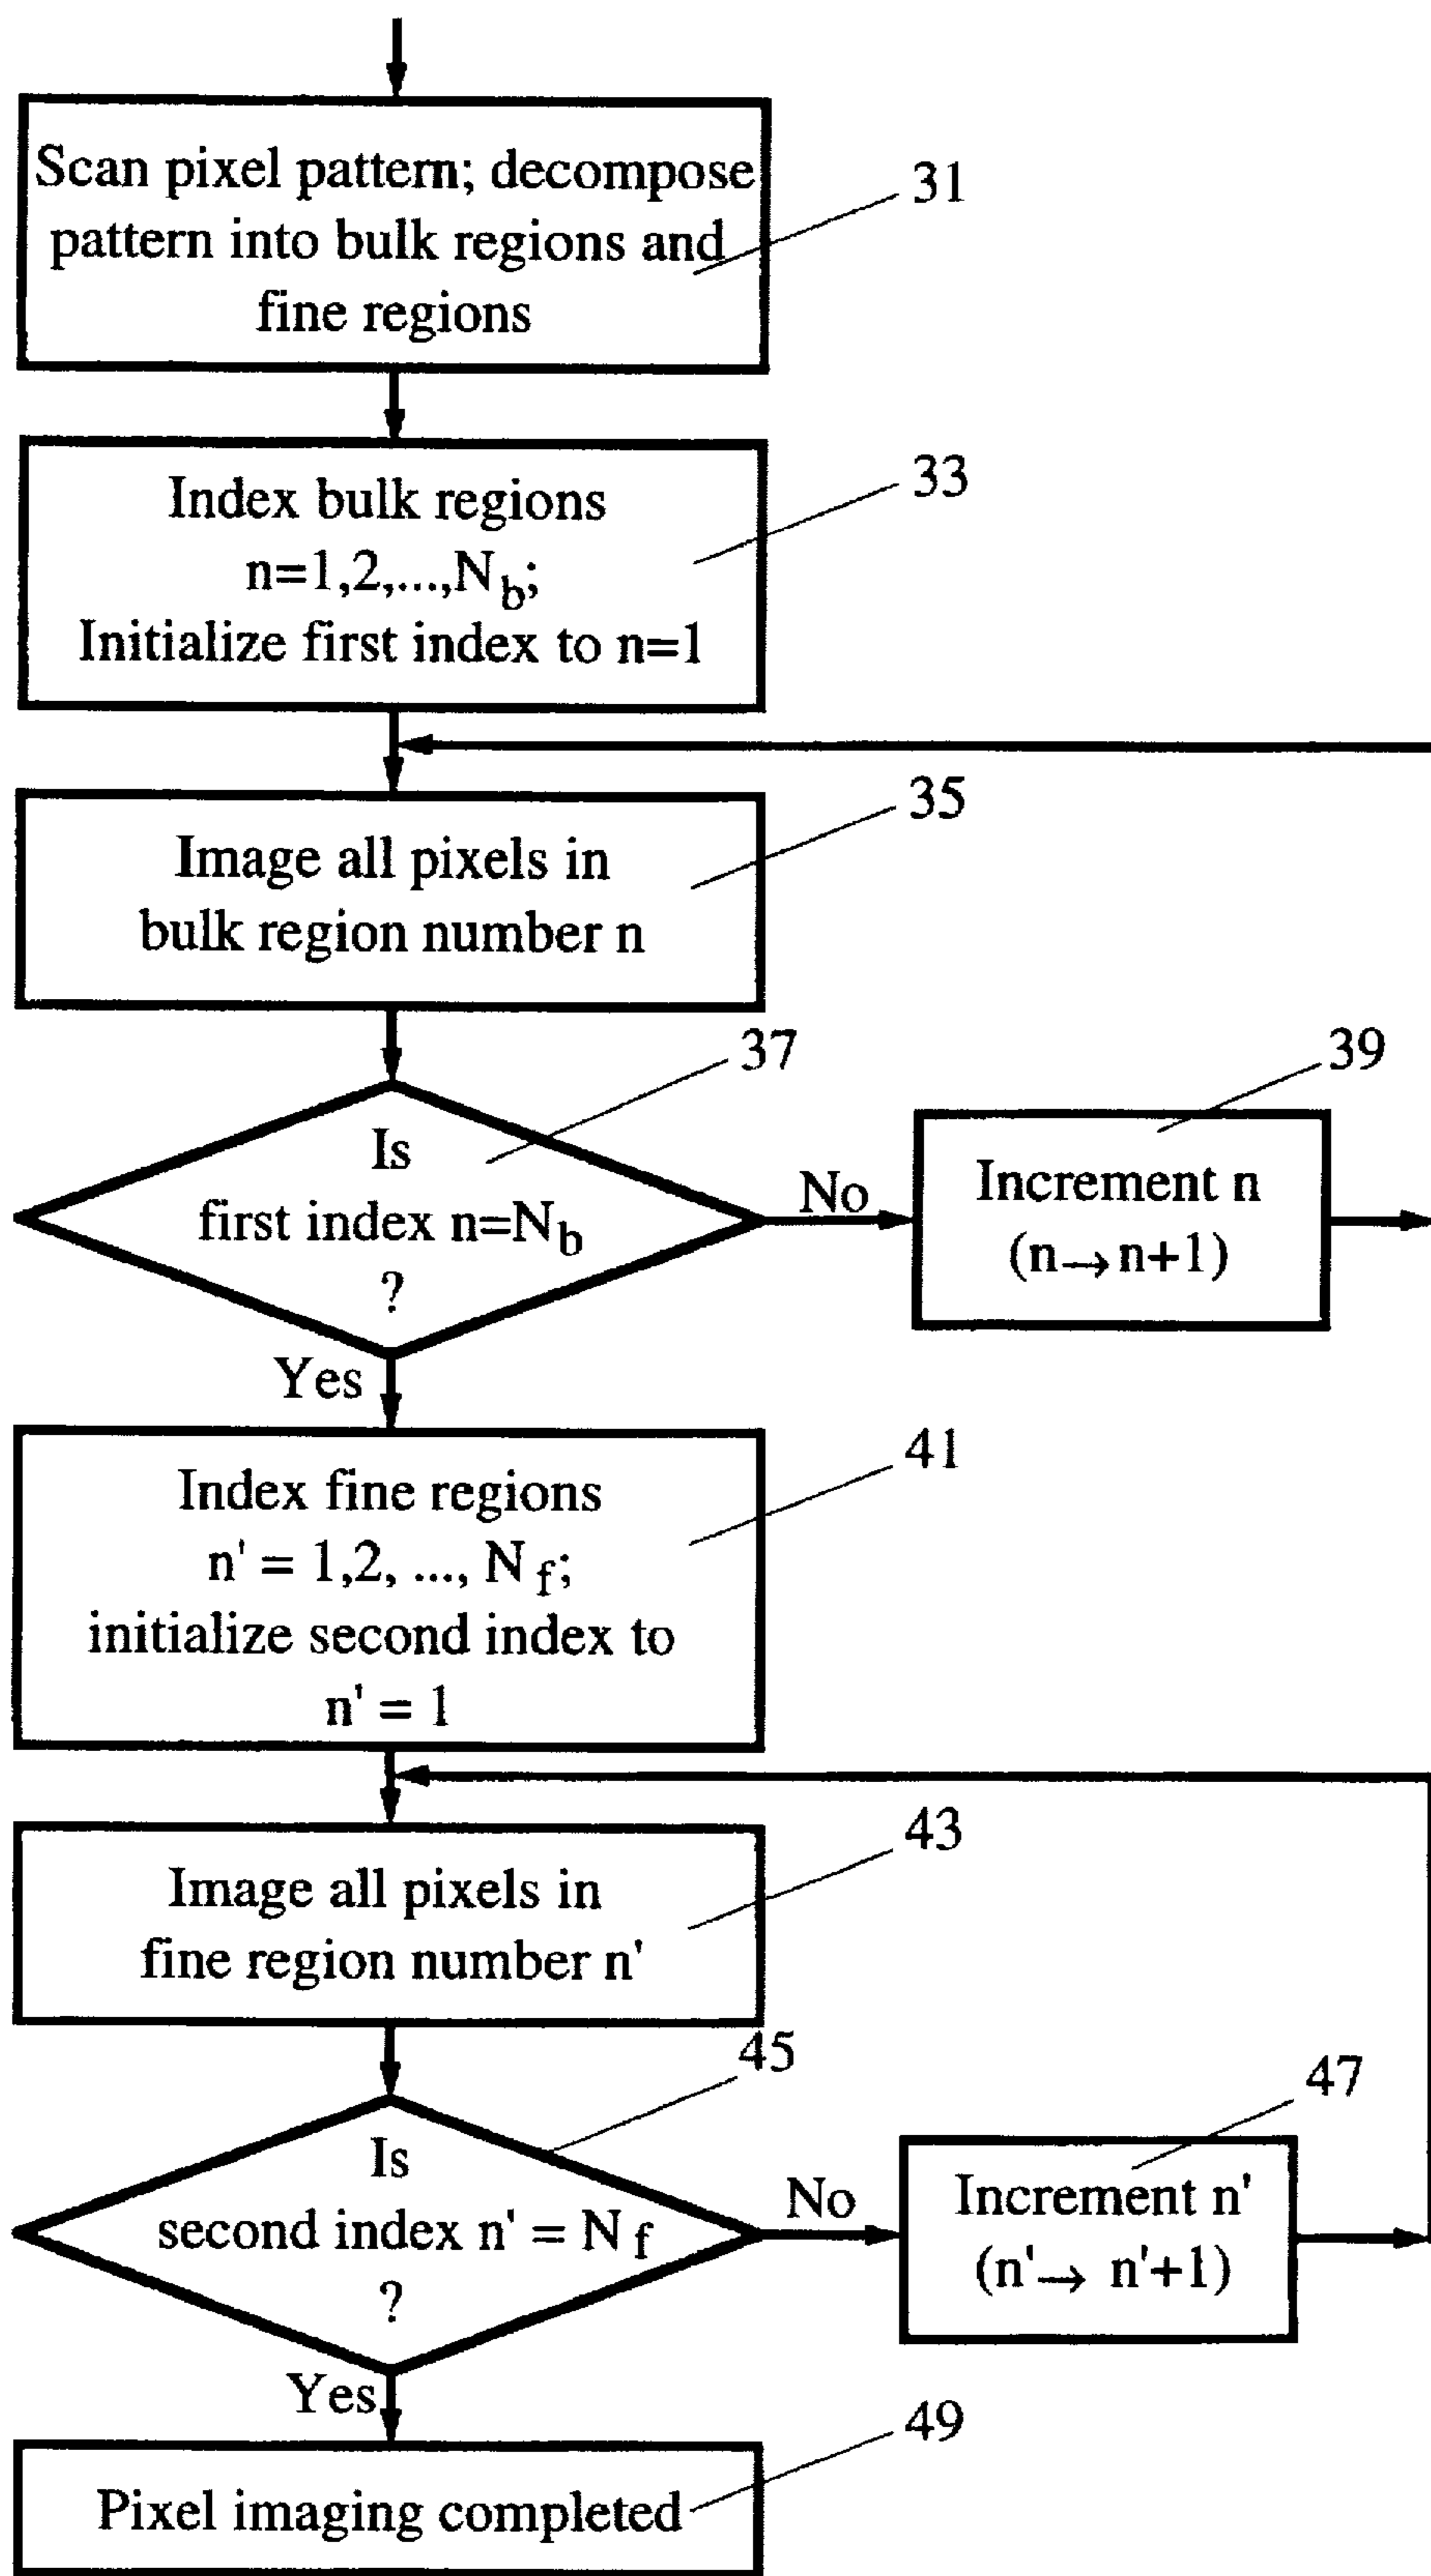 Scan pixel pattern; decompose
pattern into bulk regions and
fine regions
31
Index bulk regions
n=1,2,...,N_b;
Initialize first index to n=1
33
Image all pixels in
bulk region number n
35
Is
first index n=N_b
?
37
No
Increment n
(n→n+1)
39
Yes
Index fine regions
n' = 1,2, ..., N_f;
initialize second index to
n' = 1
41
Image all pixels in
fine region number n'
43
Is
second index n' = N_f
?
45
No
Increment n'
(n'→ n'+1)
47
Yes
Pixel imaging completed
49